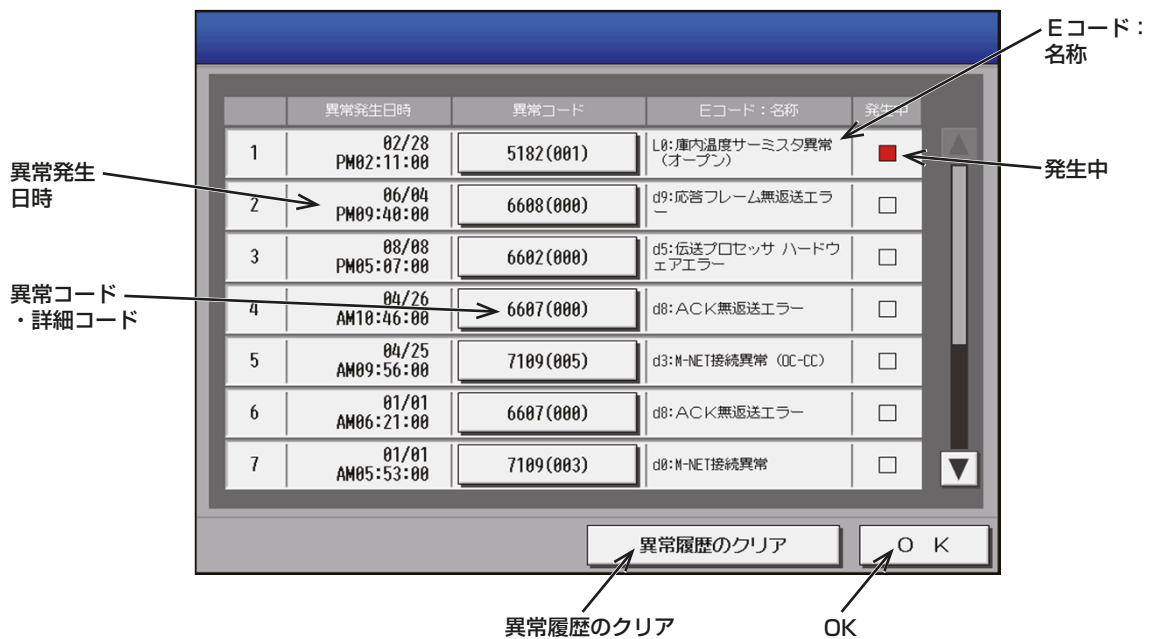 Eコード：
名称
異常発生日時 異常コード Eコード：名称 発生中
1 02/28 PM02:11:00 5182(001) L0:庫内温度サーミスタ異常
（オープン）
発生中
異常発生
日時
2 06/04 PM09:40:00 6608(000) d9:応答フレーム無返送エラ
ー
3 08/08 PM05:07:00 6602(000) d5:伝送プロセッサ ハードウ
ェアエラー
異常コード
・詳細コード
4 04/26 AM10:46:00 6607(000) d8:ACK無返送エラー
5 04/25 AM09:56:00 7109(005) d3:M-NET接続異常（OC-CC）
6 01/01 AM06:21:00 6607(000) d8:ACK無返送エラー
7 01/01 AM05:53:00 7109(003) d0:M-NET接続異常
異常履歴のクリア OK
異常履歴のクリア OK